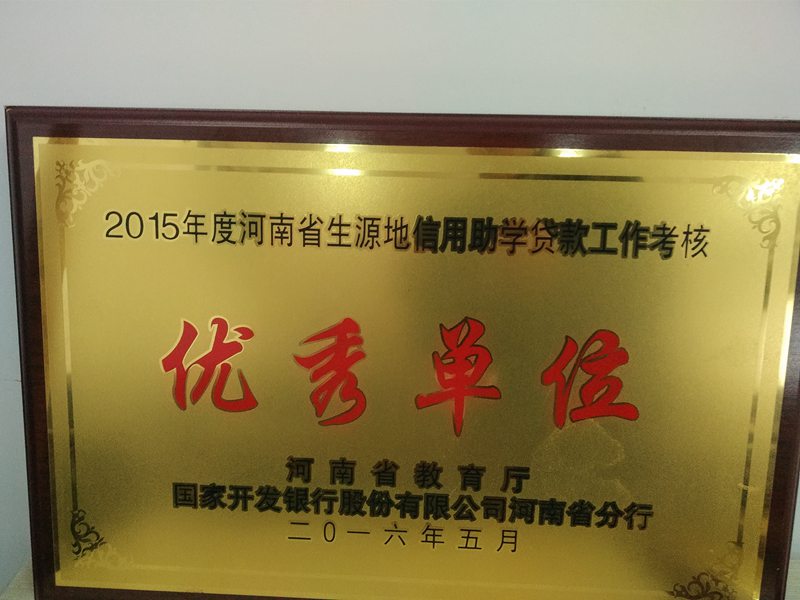 2015年度河南省生源地信用助学贷款工作考核
优秀单位
河南省教育厅
国家开发银行股份有限公司河南省分行
二〇一六年五月